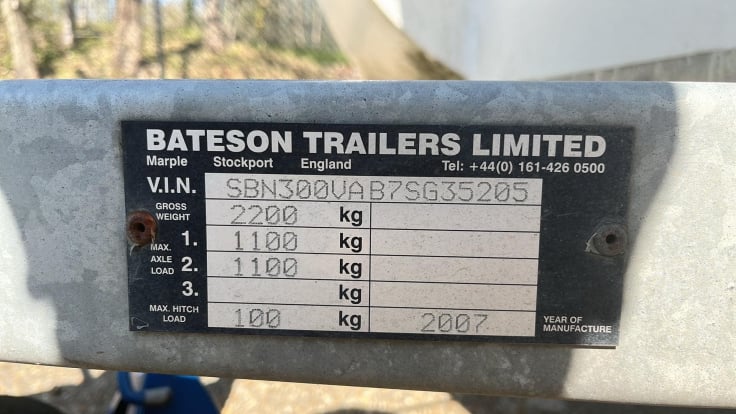 BATESON TRAILERS LIMITED
Marple Stockport England Tel: +44(0) 161-426 0500
V.I.N. SBN300VAB7SG35205
GROSS WEIGHT 2200 kg
MAX. AXLE LOAD 1. 1100 kg
2. 1100 kg
3. kg
MAX. HITCH LOAD 100 kg 2007 YEAR OF MANUFACTURE